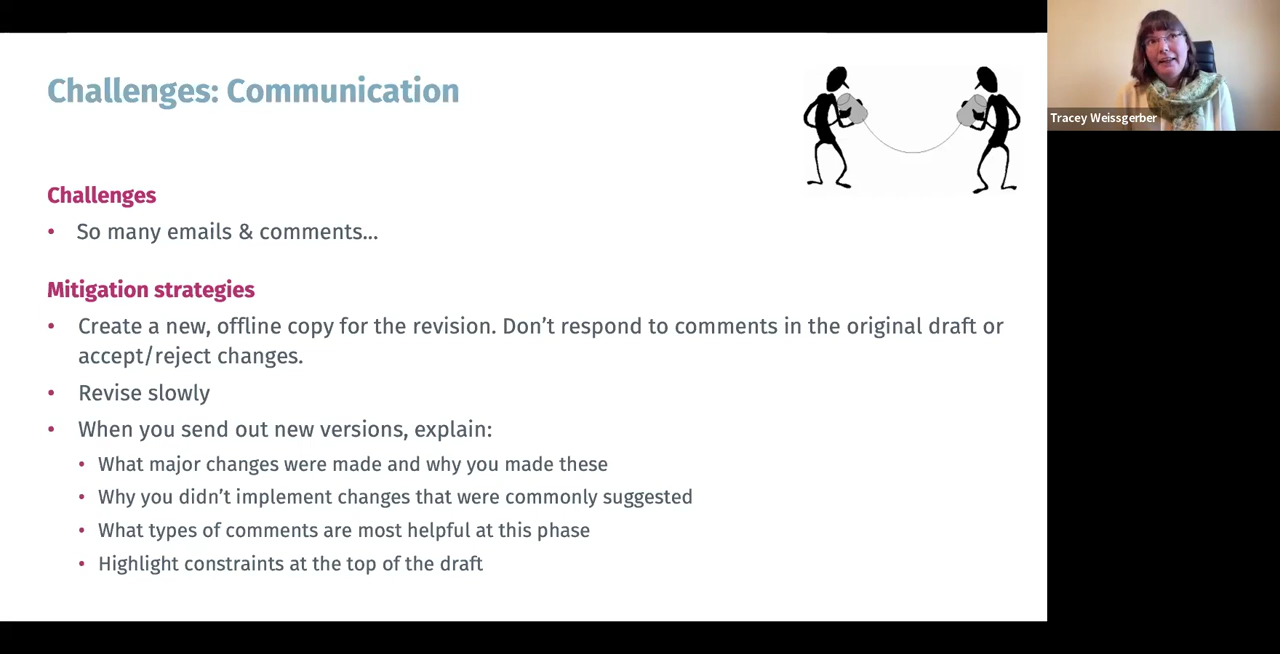 Challenges: Communication
Tracey Weissgerber
Challenges
• So many emails & comments...
Mitigation strategies
• Create a new, offline copy for the revision. Don't respond to comments in the original draft or
accept/reject changes.
• Revise slowly
• When you send out new versions, explain:
• What major changes were made and why you made these
• Why you didn't implement changes that were commonly suggested
• What types of comments are most helpful at this phase
• Highlight constraints at the top of the draft